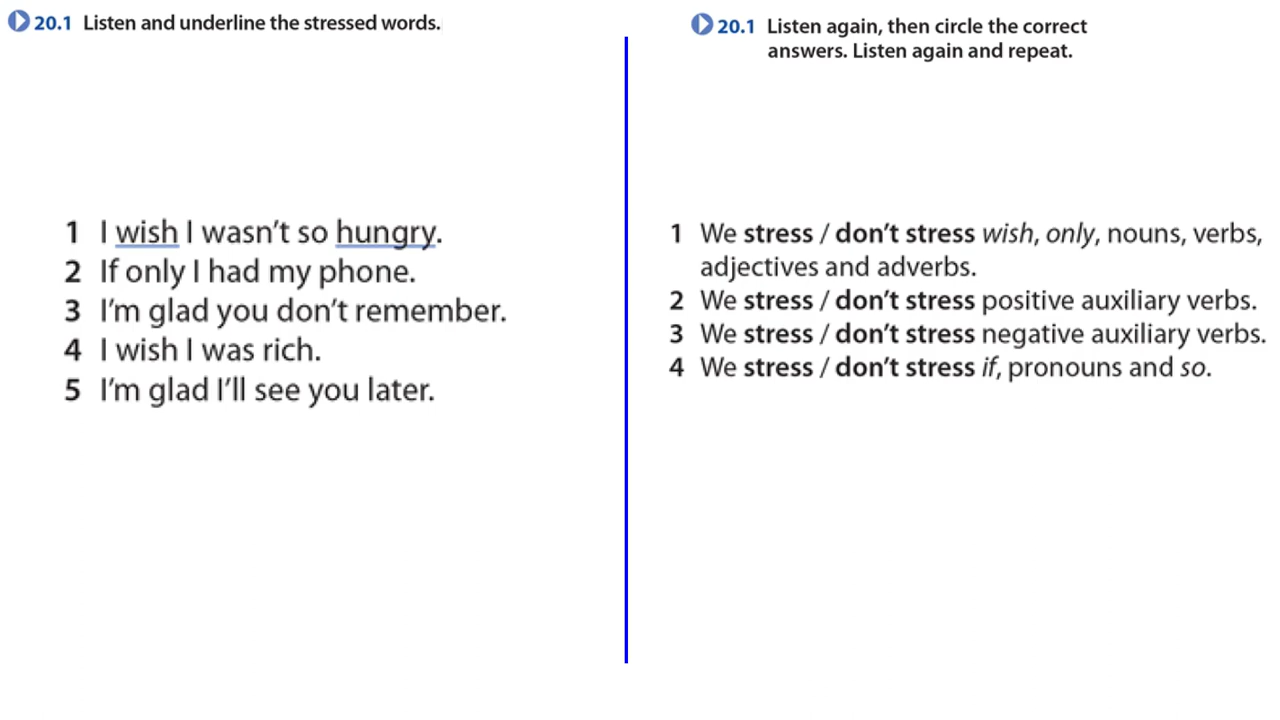 20.1 Listen and underline the stressed words.
1 I wish I wasn't so hungry.
2 If only I had my phone.
3 I'm glad you don't remember.
4 I wish I was rich.
5 I'm glad I'll see you later.
20.1 Listen again, then circle the correct
answers. Listen again and repeat.
1 We stress / don't stress wish, only, nouns, verbs,
adjectives and adverbs.
2 We stress / don't stress positive auxiliary verbs.
3 We stress / don't stress negative auxiliary verbs.
4 We stress / don't stress if, pronouns and so.